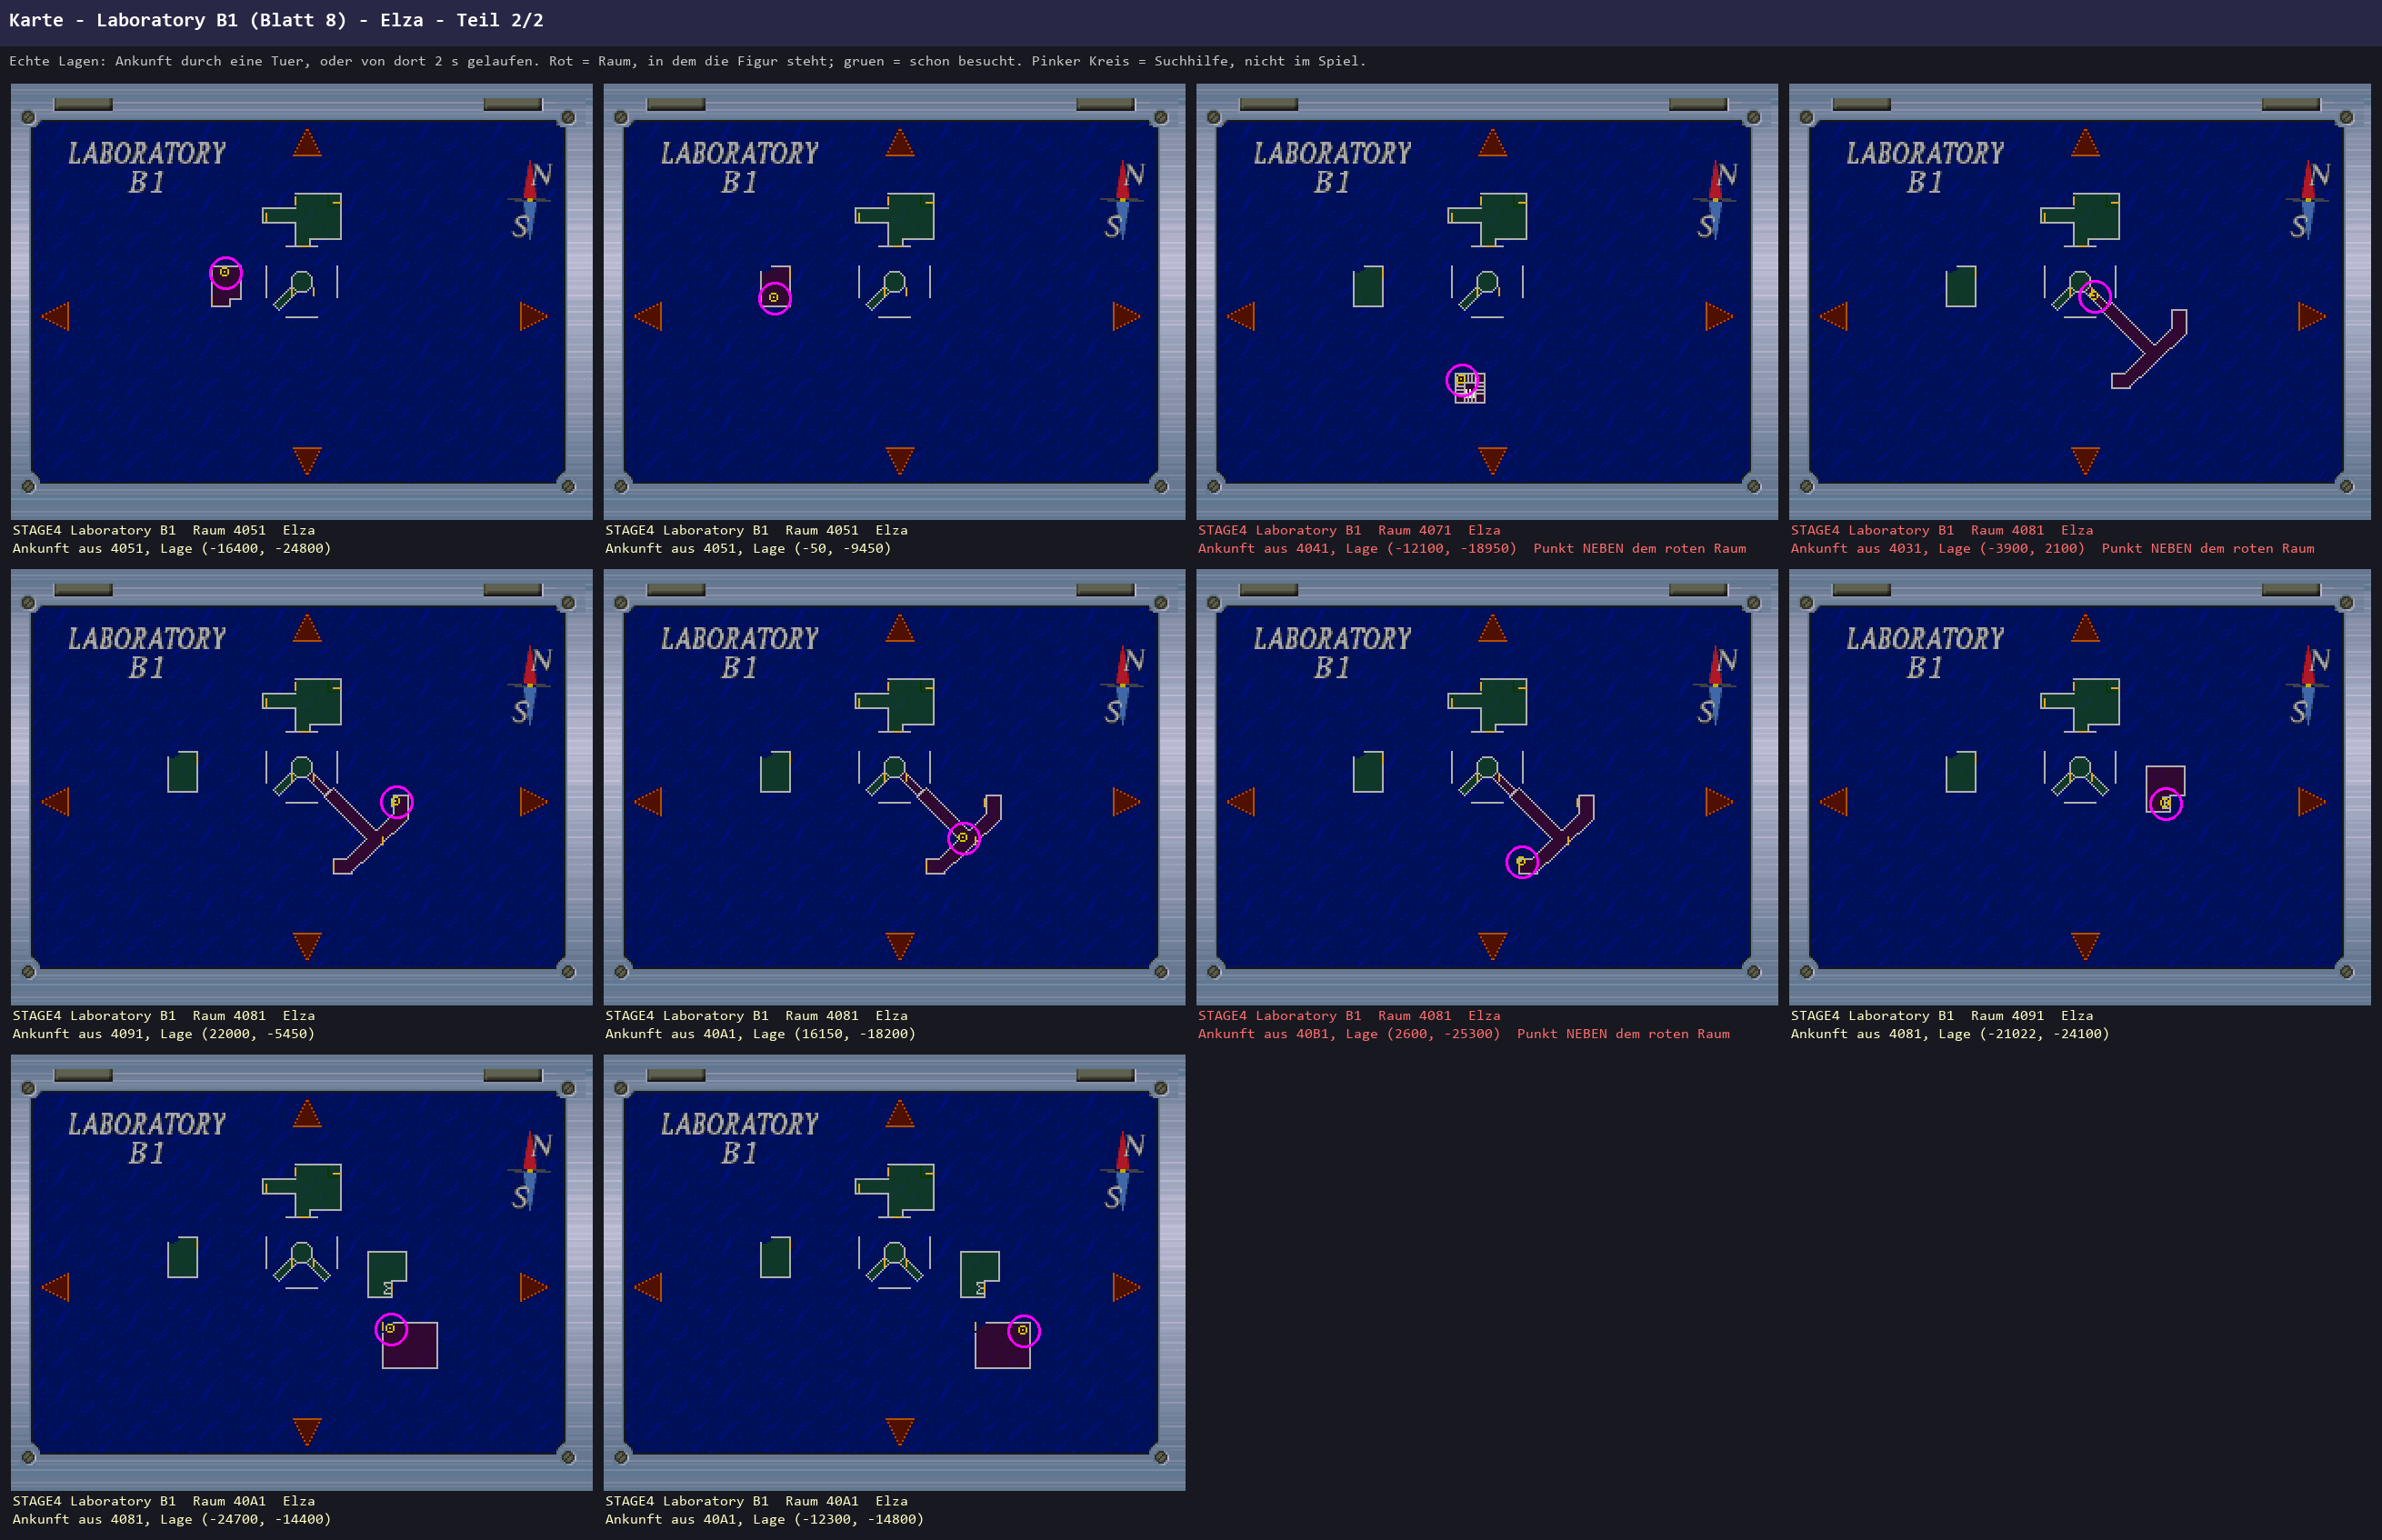 Karte - Laboratory B1 (Blatt 8) - Elza - Teil 2/2
Echte Lagen: Ankunft durch eine Tuer, oder von dort 2 s gelaufen. Rot = Raum, in dem die Figur steht; gruen = schon besucht. Pinker Kreis = Suchhilfe, nicht im Spiel.
LABORATORY
B1
N
S
STAGE4 Laboratory B1 Raum 4051 Elza
Ankunft aus 4051, Lage (-16400, -24800)
LABORATORY
B1
N
S
STAGE4 Laboratory B1 Raum 4051 Elza
Ankunft aus 4051, Lage (-50, -9450)
LABORATORY
B1
N
S
STAGE4 Laboratory B1 Raum 4071 Elza
Ankunft aus 4041, Lage (-12100, -18950) Punkt NEBEN dem roten Raum
LABORATORY
B1
N
S
STAGE4 Laboratory B1 Raum 4081 Elza
Ankunft aus 4031, Lage (-3900, 2100) Punkt NEBEN dem roten Raum
LABORATORY
B1
N
S
STAGE4 Laboratory B1 Raum 4081 Elza
Ankunft aus 4091, Lage (22000, -5450)
LABORATORY
B1
N
S
STAGE4 Laboratory B1 Raum 4081 Elza
Ankunft aus 40A1, Lage (16150, -18200)
LABORATORY
B1
N
S
STAGE4 Laboratory B1 Raum 4081 Elza
Ankunft aus 40B1, Lage (2600, -25300) Punkt NEBEN dem roten Raum
LABORATORY
B1
N
S
STAGE4 Laboratory B1 Raum 4091 Elza
Ankunft aus 4081, Lage (-21022, -24100)
LABORATORY
B1
N
S
STAGE4 Laboratory B1 Raum 40A1 Elza
Ankunft aus 4081, Lage (-24700, -14400)
LABORATORY
B1
N
S
STAGE4 Laboratory B1 Raum 40A1 Elza
Ankunft aus 40A1, Lage (-12300, -14800)